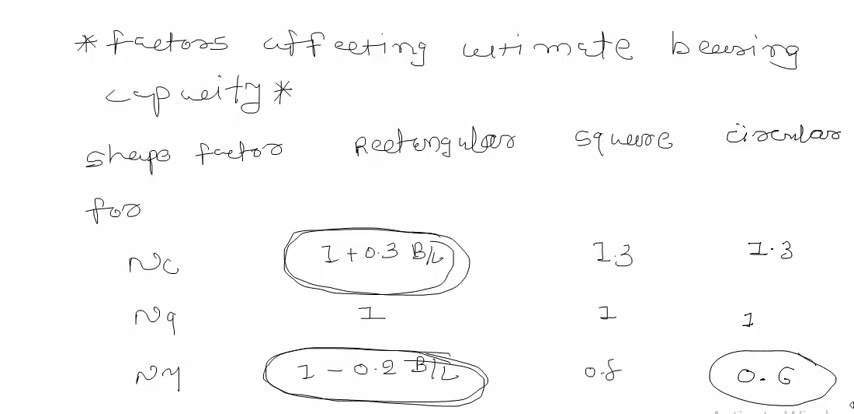 *factors affecting ultimate bearing
capacity*
shape factor Rectangular square circular
for
Nc 1 + 0.3 B/L 1.3 1.3
Nq 1 1 1
Nγ 1 - 0.2 B/L 0.8 0.6